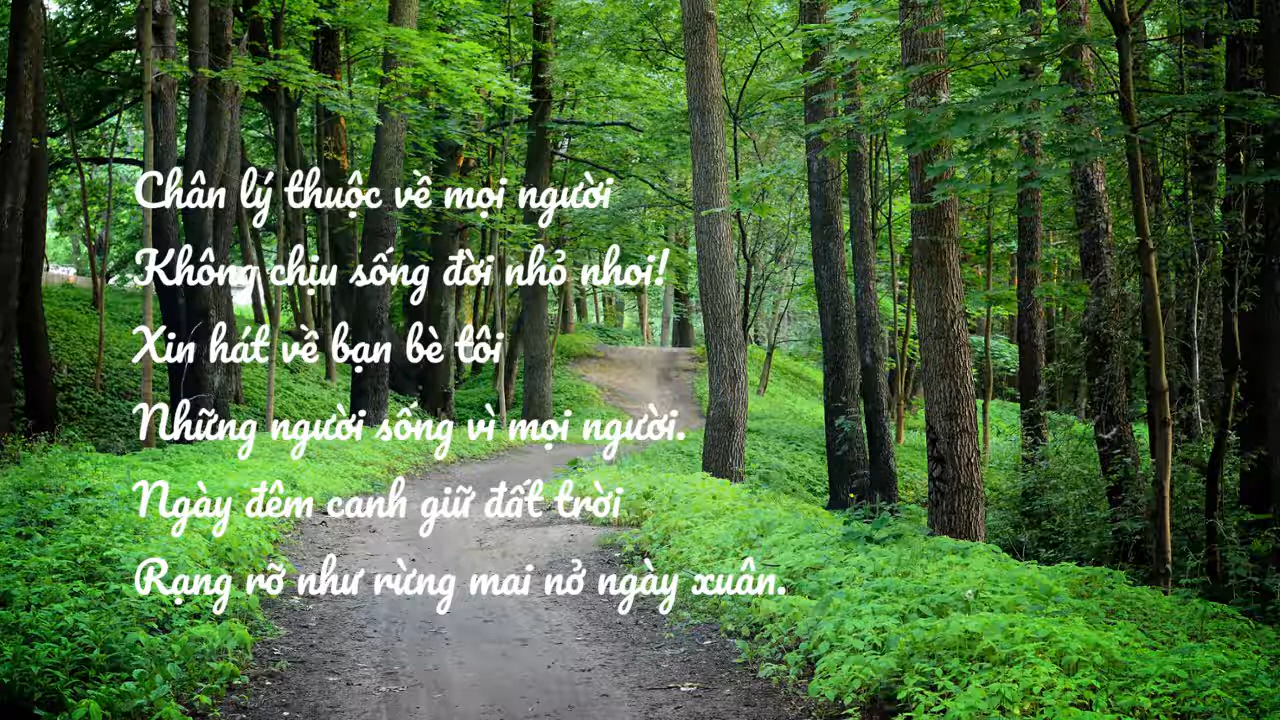 Chân lý thuộc về mọi người
Không chịu sống đời nhỏ nhoi!
Xin hát về bạn bè tôi
Những người sống vì mọi người.
Ngày đêm canh giữ đất trời
Rạng rỡ như rừng mai nở ngày xuân.